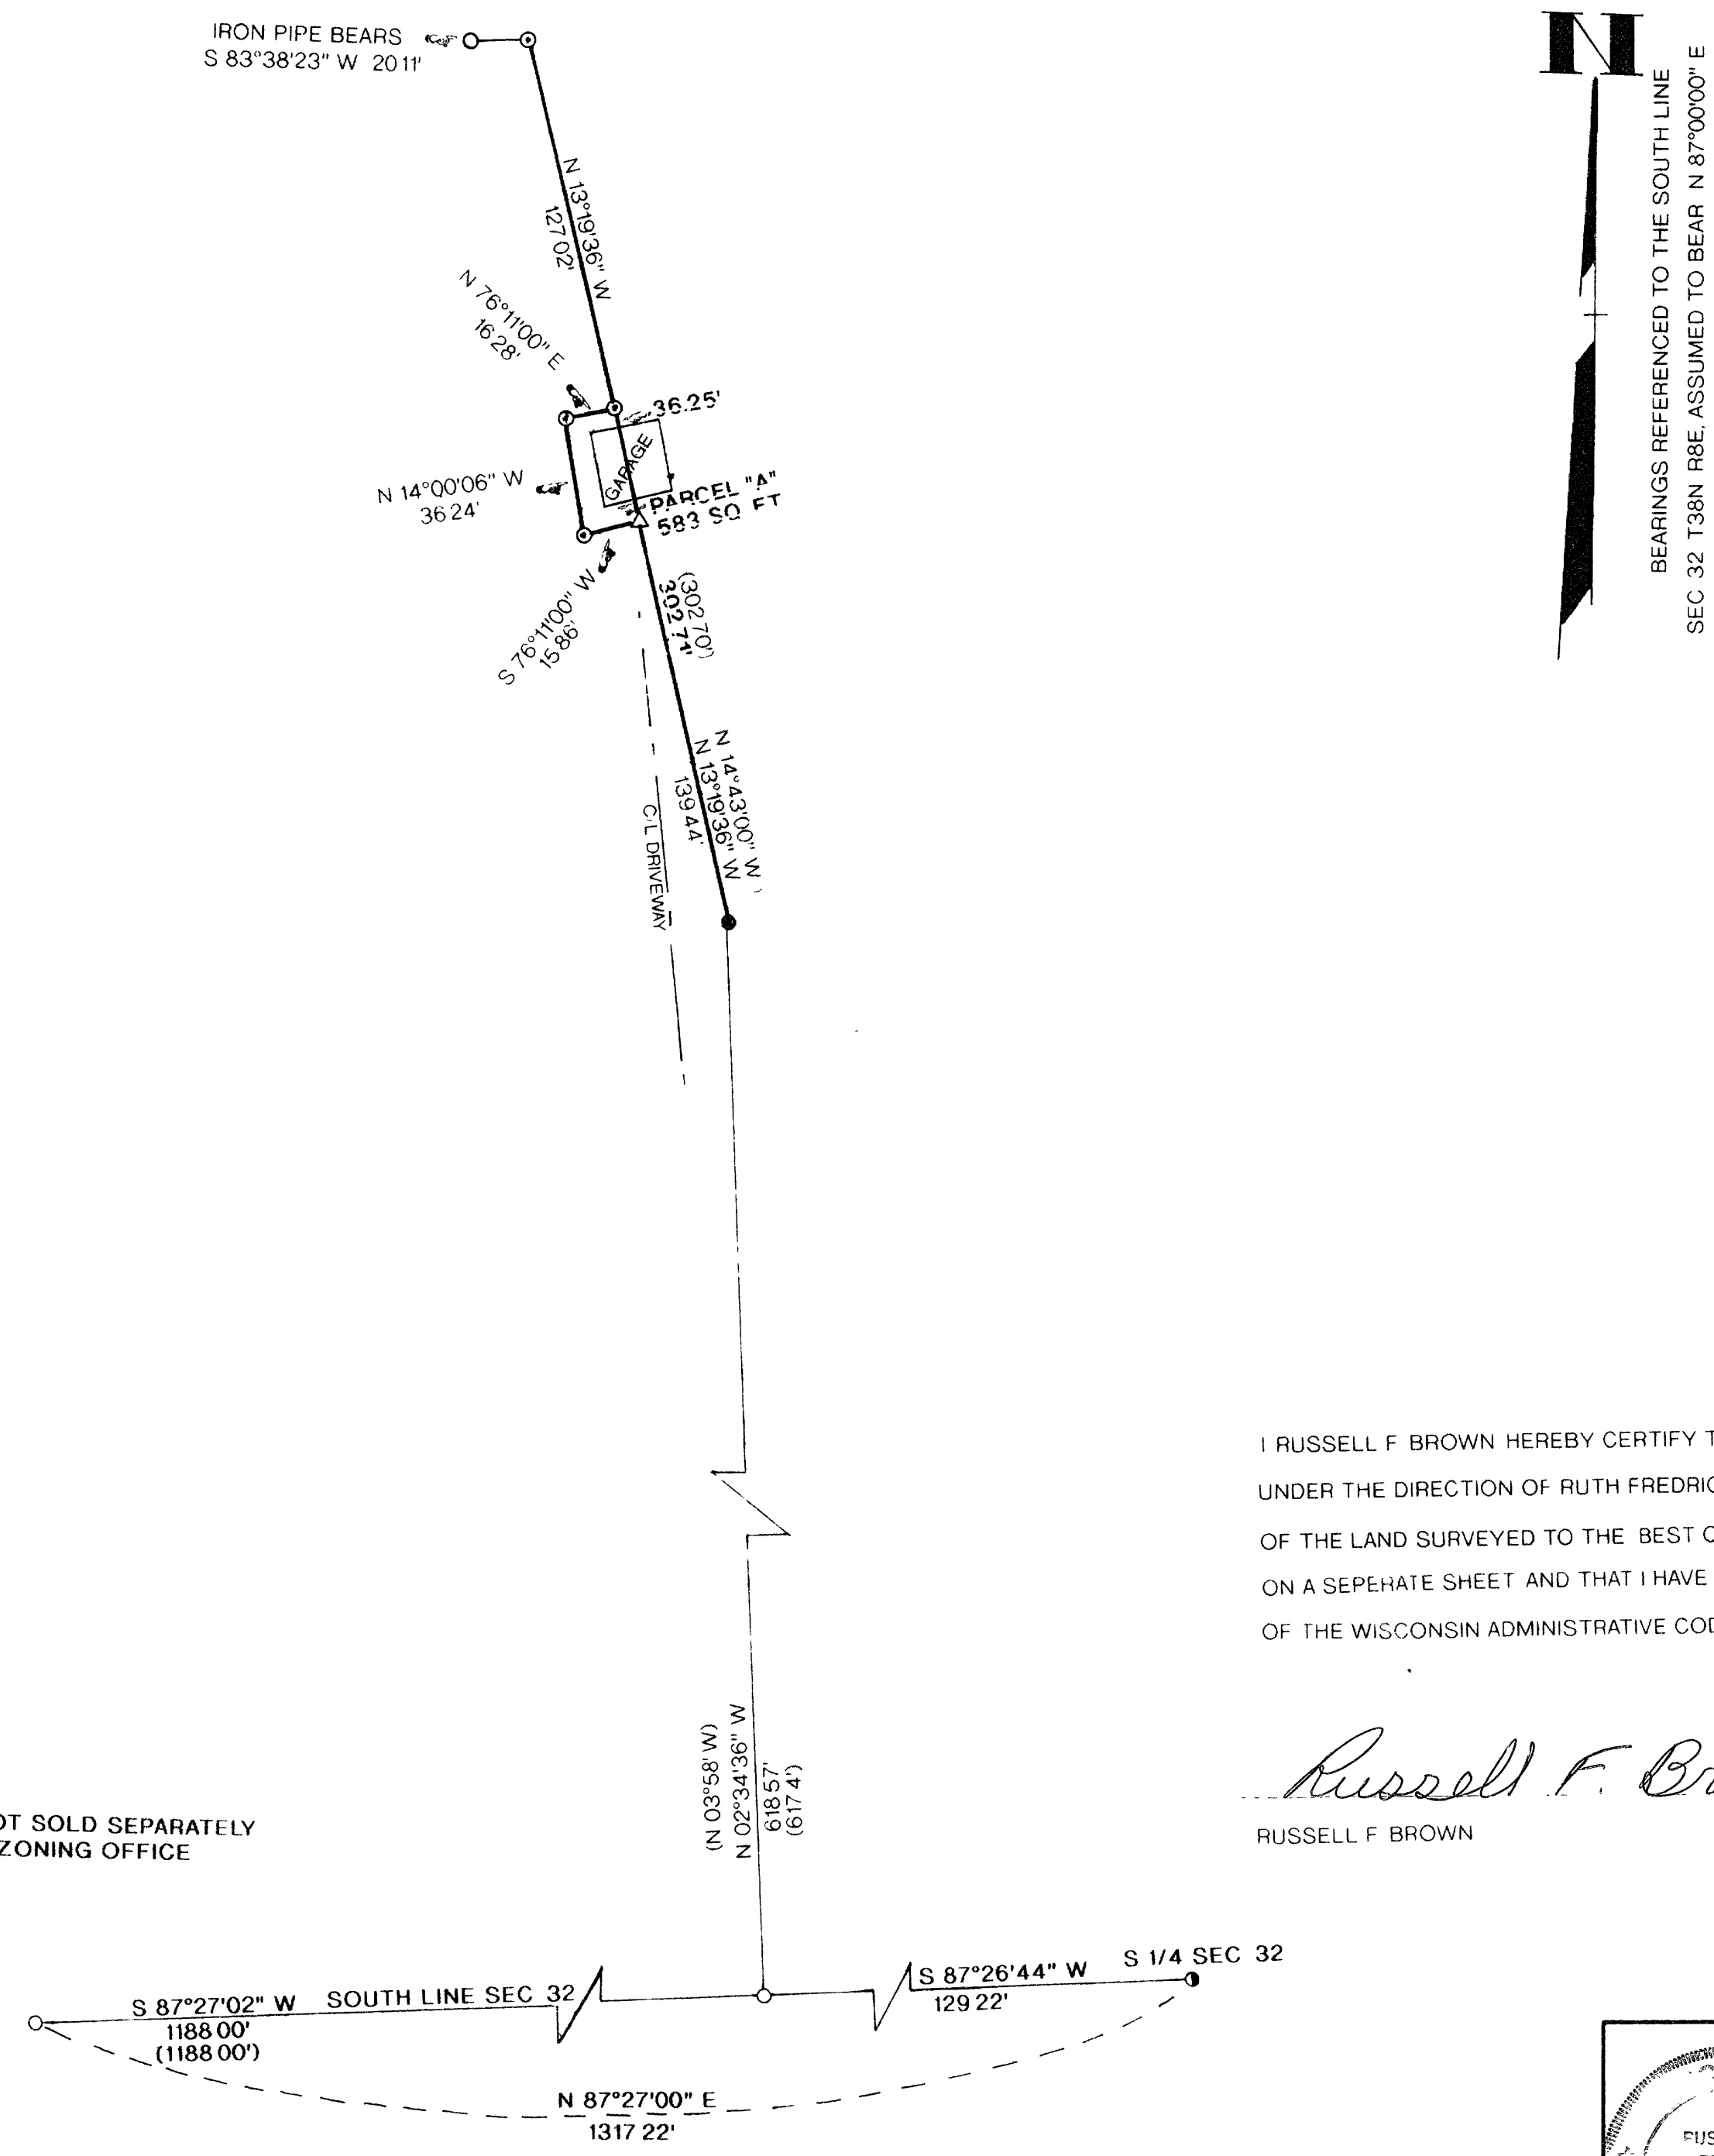 IRON PIPE BEARS
S 83°38'23" W 20 11'
N
BEARINGS REFERENCED TO THE SOUTH LINE
SEC 32 T38N R8E, ASSUMED TO BEAR N 87°00'00" E
N 13°19'36" W
127 02'
N 76°11'00" E
16 28'
36.25'
GARAGE
N 14°00'06" W
36 24'
PARCEL "A"
583 SQ FT
S 76°11'00" W
15 86'
(302 70')
302 71'
N 14°43'00" W )
N 13°19'36" W
139 44'
C/L DRIVEWAY
I RUSSELL F BROWN HEREBY CERTIFY T
UNDER THE DIRECTION OF RUTH FREDRIC
OF THE LAND SURVEYED TO THE BEST O
ON A SEPERATE SHEET AND THAT I HAVE
OF THE WISCONSIN ADMINISTRATIVE COD
Russell F. Br
RUSSELL F BROWN
(N 03°58' W)
N 02°34'36" W
618 57'
(617 4')
OT SOLD SEPARATELY
ZONING OFFICE
S 87°27'02" W SOUTH LINE SEC 32
1188 00'
(1188 00')
S 87°26'44" W
129 22'
S 1/4 SEC 32
N 87°27'00" E
1317 22'
RUS